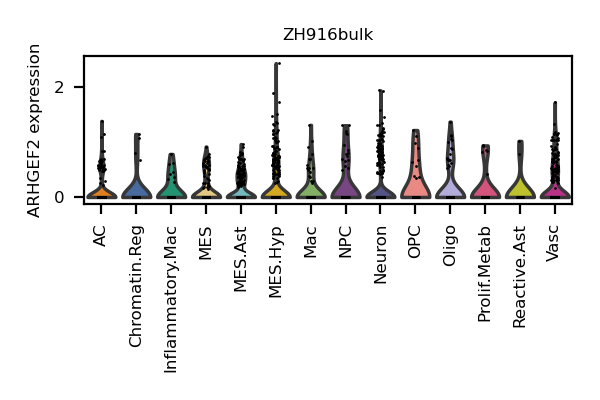 ZH916bulk
ARHGEF2 expression
2
0
AC
Chromatin.Reg
Inflammatory.Mac
MES
MES.Ast
MES.Hyp
Mac
NPC
Neuron
OPC
Oligo
Prolif.Metab
Reactive.Ast
Vasc